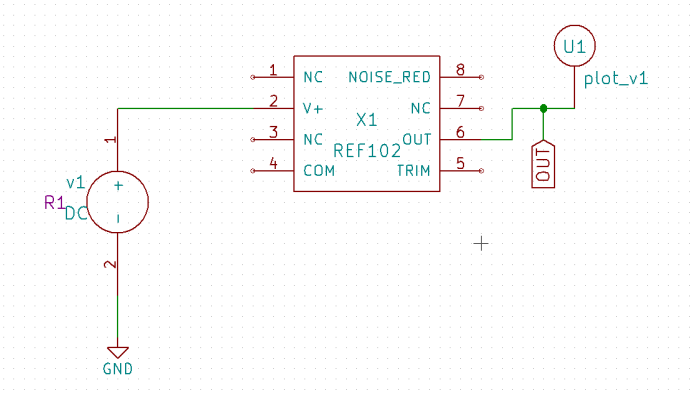 U1
plot_v1
1 NC NOISE_RED 8
2 V+ NC 7
X1
3 NC OUT 6
REF102
4 COM TRIM 5
OUT
1
v1
+
R1
DC
-
2
GND